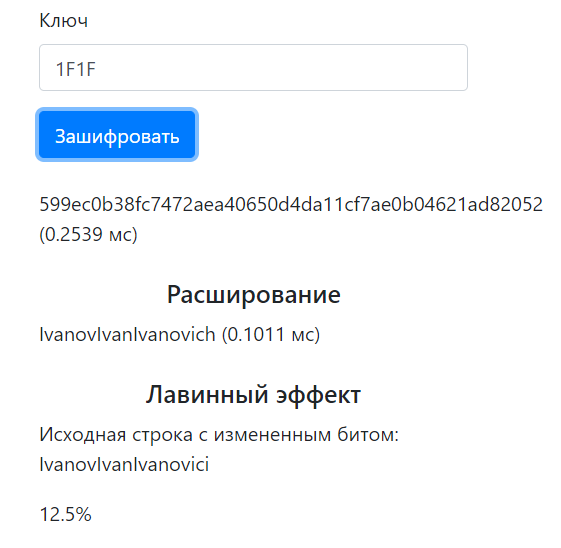 Ключ
1F1F
Зашифровать
599ec0b38fc7472aea40650d4da11cf7ae0b04621ad82052
(0.2539 мс)
Расширование
IvanovIvanIvanovich (0.1011 мс)
Лавинный эффект
Исходная строка с измененным битом:
IvanovIvanIvanovici
12.5%